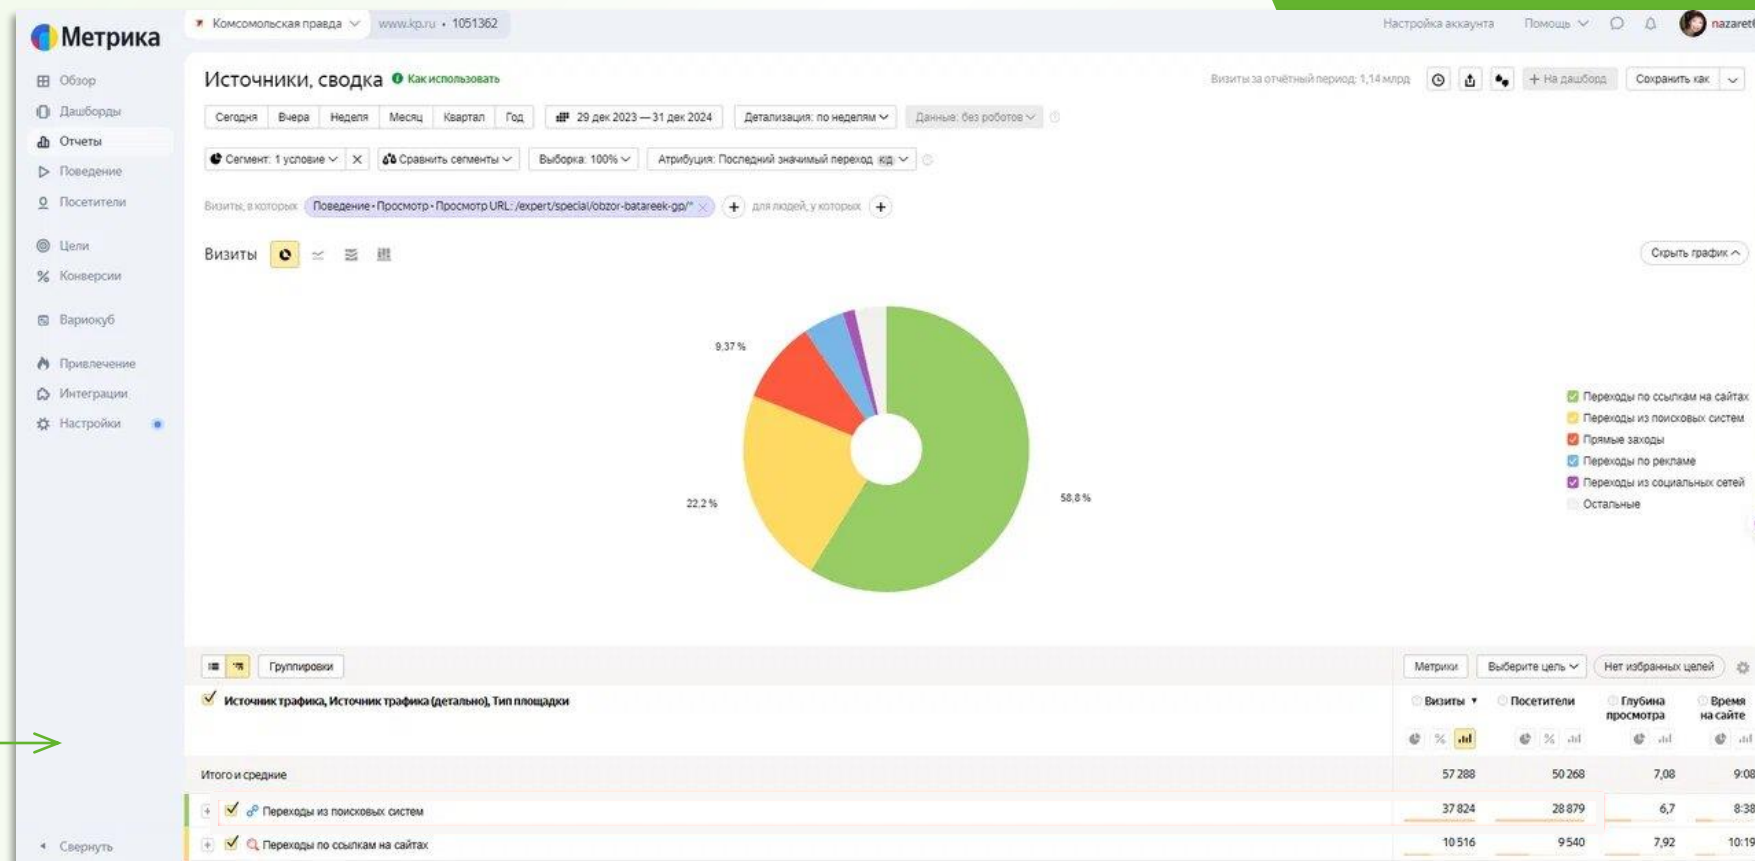 Метрика
Комсомольская правда
www.kp.ru • 1051362
Настройка аккаунта
Помощь
Обзор
Дашборды
Отчеты
Поведение
Посетители
Цели
Конверсии
Вариокуб
Привлечение
Интеграции
Настройки
Свернуть
Источники, сводка
Как использовать
Визиты за отчётный период: 1,14 млрд
+ На дашборд
Сохранить как
Сегодня Вчера Неделя Месяц Квартал Год
29 дек 2023 — 31 дек 2024
Детализация: по неделям
Данные: без роботов
Сегмент: 1 условие
Сравнить сегменты
Выборка: 100%
Атрибуция: Последний значимый переход КД
Визиты, в которых
Поведение • Просмотр • Просмотр URL: /expert/special/obzor-batareek-gp/*
для людей, у которых
Визиты
Скрыть график
9,37 %
22,2 %
58,8 %
Переходы по ссылкам на сайтах
Переходы из поисковых систем
Прямые заходы
Переходы по рекламе
Переходы из социальных сетей
Остальные
Группировки
Метрики
Выберите цель
Нет избранных целей
Источник трафика, Источник трафика (детально), Тип площадки
Визиты Посетители Глубина просмотра Время на сайте
Итого и средние 57 288 50 268 7,08 9:08
Переходы из поисковых систем 37 824 28 879 6,7 8:38
Переходы по ссылкам на сайтах 10 516 9 540 7,92 10:19